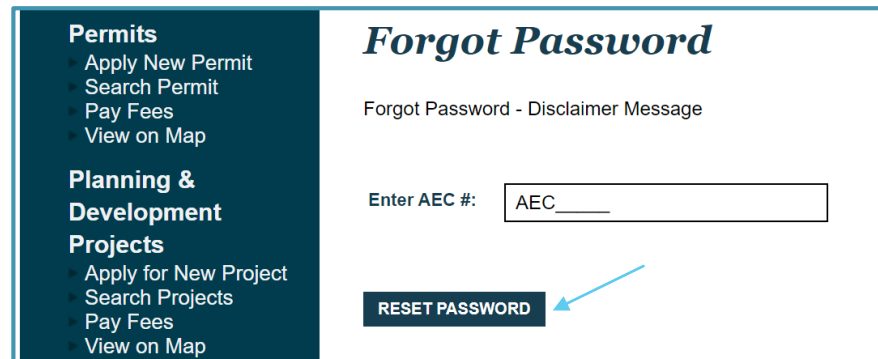 Permits
Apply New Permit
Search Permit
Pay Fees
View on Map
Planning &
Development
Projects
Apply for New Project
Search Projects
Pay Fees
View on Map
Forgot Password
Forgot Password - Disclaimer Message
Enter AEC #:
AEC_____
RESET PASSWORD